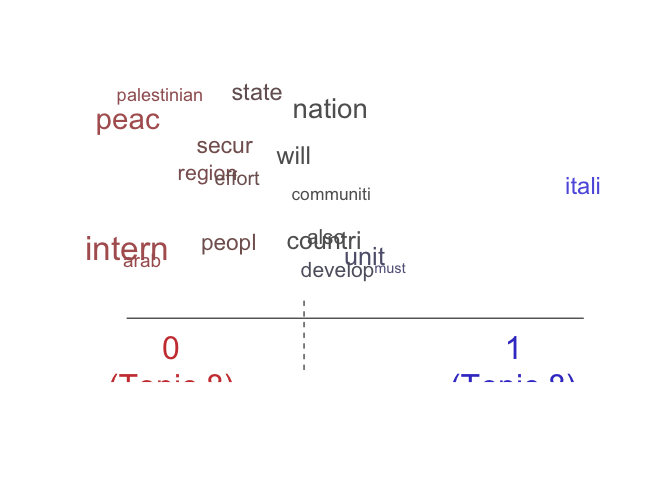 palestinian
state
nation
peac
secur
will
region
effort
itali
communiti
intern
arab
peopl
also
countri
unit
develop
must
0
1
(Topic 8)
(Topic 8)